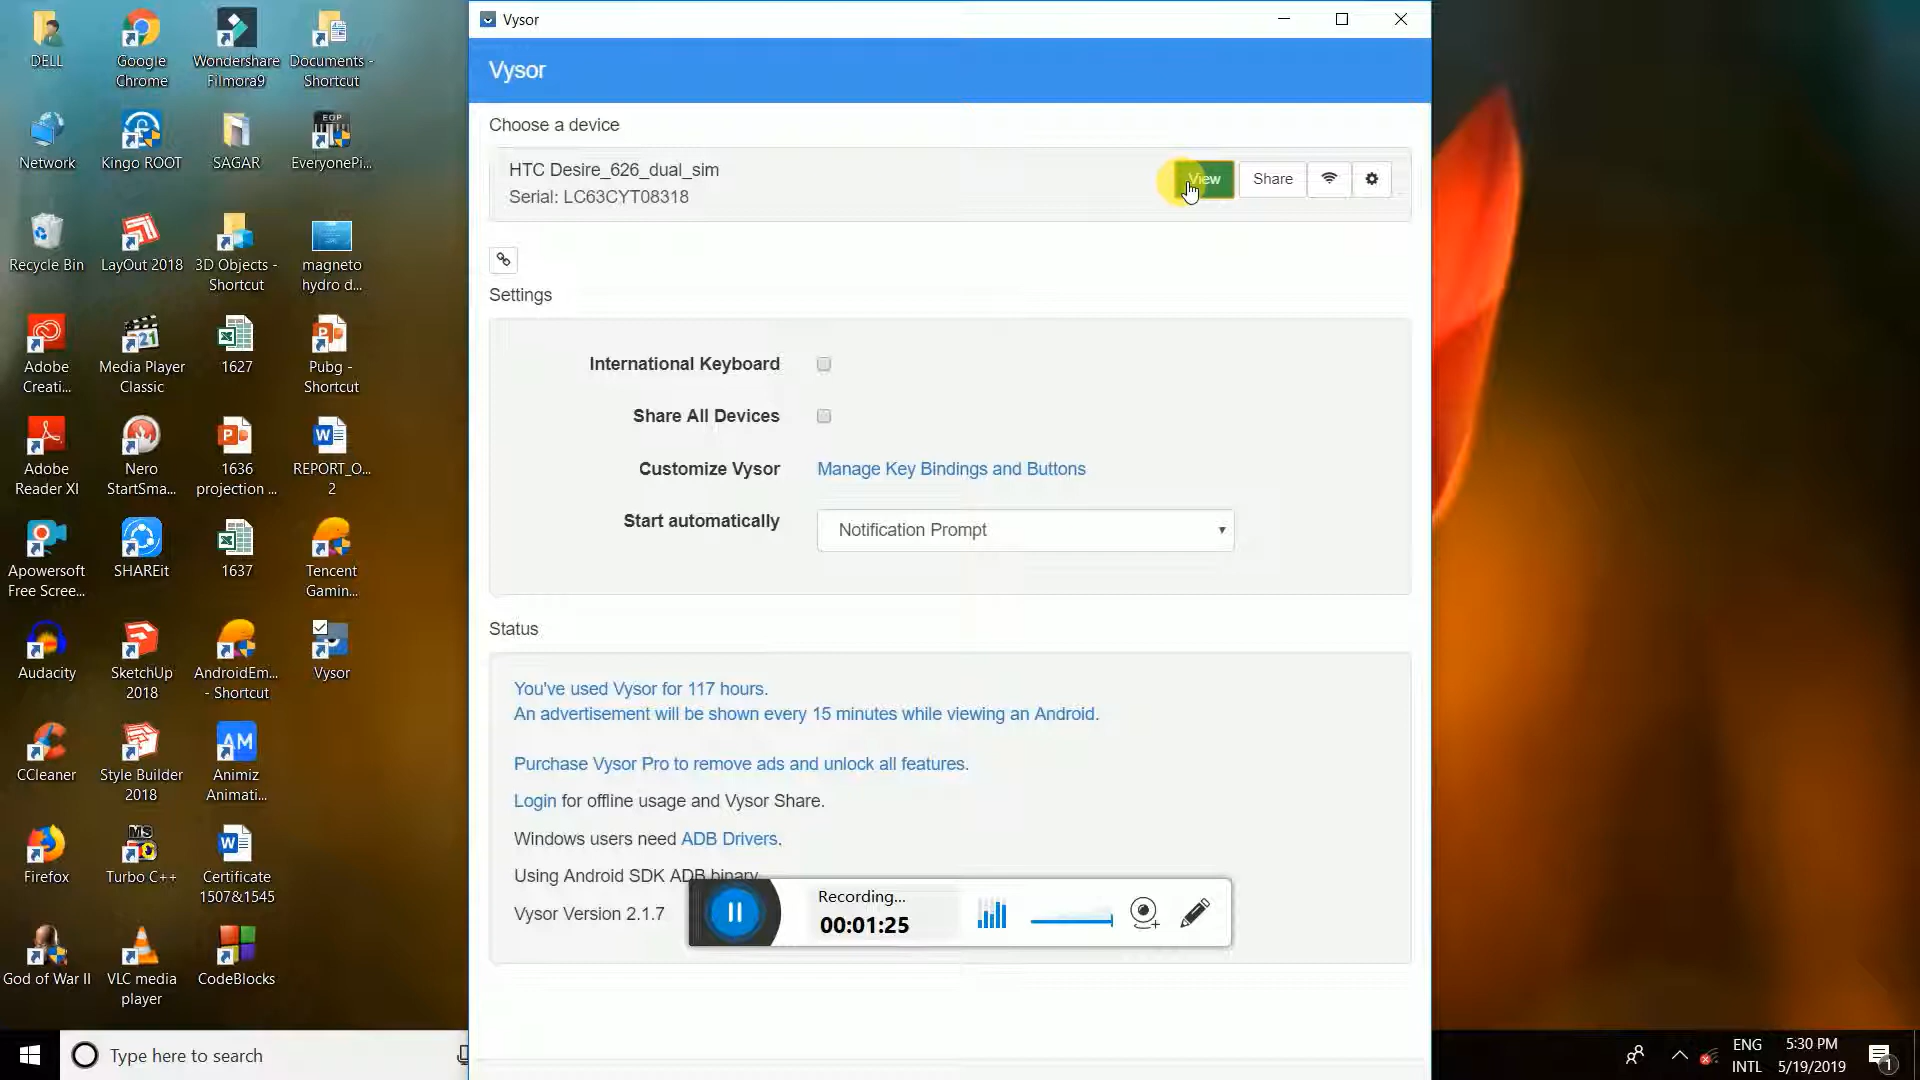 DELL
Google
Chrome
Wondershare
Filmora9
Documents -
Shortcut
Network
Kingo ROOT
SAGAR
EOP
EveryonePi...
Recycle Bin
LayOut 2018
3D Objects -
Shortcut
magneto
hydro d...
Adobe
Creati...
321
Media Player
Classic
1627
Pubg -
Shortcut
Adobe
Reader XI
Nero
StartSma...
1636
projection ...
REPORT_O...
2
Apowersoft
Free Scree...
SHAREit
1637
Tencent
Gamin...
Audacity
SketchUp
2018
AndroidEm...
- Shortcut
Vysor
CCleaner
Style Builder
2018
AM
Animiz
Animati...
Firefox
MS
Turbo C++
Certificate
1507&1545
God of War II
VLC media
player
CodeBlocks
Vysor
Vysor
Choose a device
HTC Desire_626_dual_sim
Serial: LC63CYT08318
View
Share
Settings
International Keyboard
Share All Devices
Customize Vysor Manage Key Bindings and Buttons
Start automatically Notification Prompt
Status
You've used Vysor for 117 hours.
An advertisement will be shown every 15 minutes while viewing an Android.
Purchase Vysor Pro to remove ads and unlock all features.
Login for offline usage and Vysor Share.
Windows users need ADB Drivers.
Using Android SDK ADB binary
Vysor Version 2.1.7
Recording...
00:01:25
Type here to search
ENG
INTL
5:30 PM
5/19/2019
1